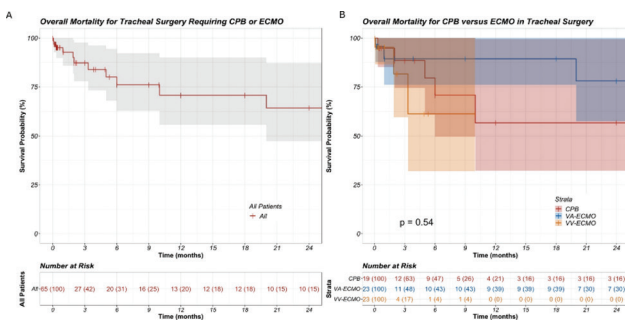 A
Overall Mortality for Tracheal Surgery Requiring CPB or ECMO
Survival Probability (%)
100
75
50
25
0
0 3 6 9 12 15 18 21 24
Time (months)
All Patients
All
Number at Risk
All Patients
All 65 (100) 27 (42) 20 (31) 16 (25) 13 (20) 12 (18) 12 (18) 10 (15) 10 (15)
0 3 6 9 12 15 18 21 24
Time (months)
B
Overall Mortality for CPB versus ECMO in Tracheal Surgery
Survival Probability (%)
100
75
50
25
0
p = 0.54
Strata
CPB
VA-ECMO
VV-ECMO
0 3 6 9 12 15 18 21 24
Time (months)
Number at Risk
Strata
CPB 19 (100) 12 (63) 9 (47) 5 (26) 4 (21) 3 (16) 3 (16) 3 (16) 3 (16)
VA-ECMO 23 (100) 11 (48) 10 (43) 10 (43) 9 (39) 9 (39) 9 (39) 7 (30) 7 (30)
VV-ECMO 23 (100) 4 (17) 1 (4) 1 (4) 0 (0) 0 (0) 0 (0) 0 (0) 0 (0)
0 3 6 9 12 15 18 21 24
Time (months)